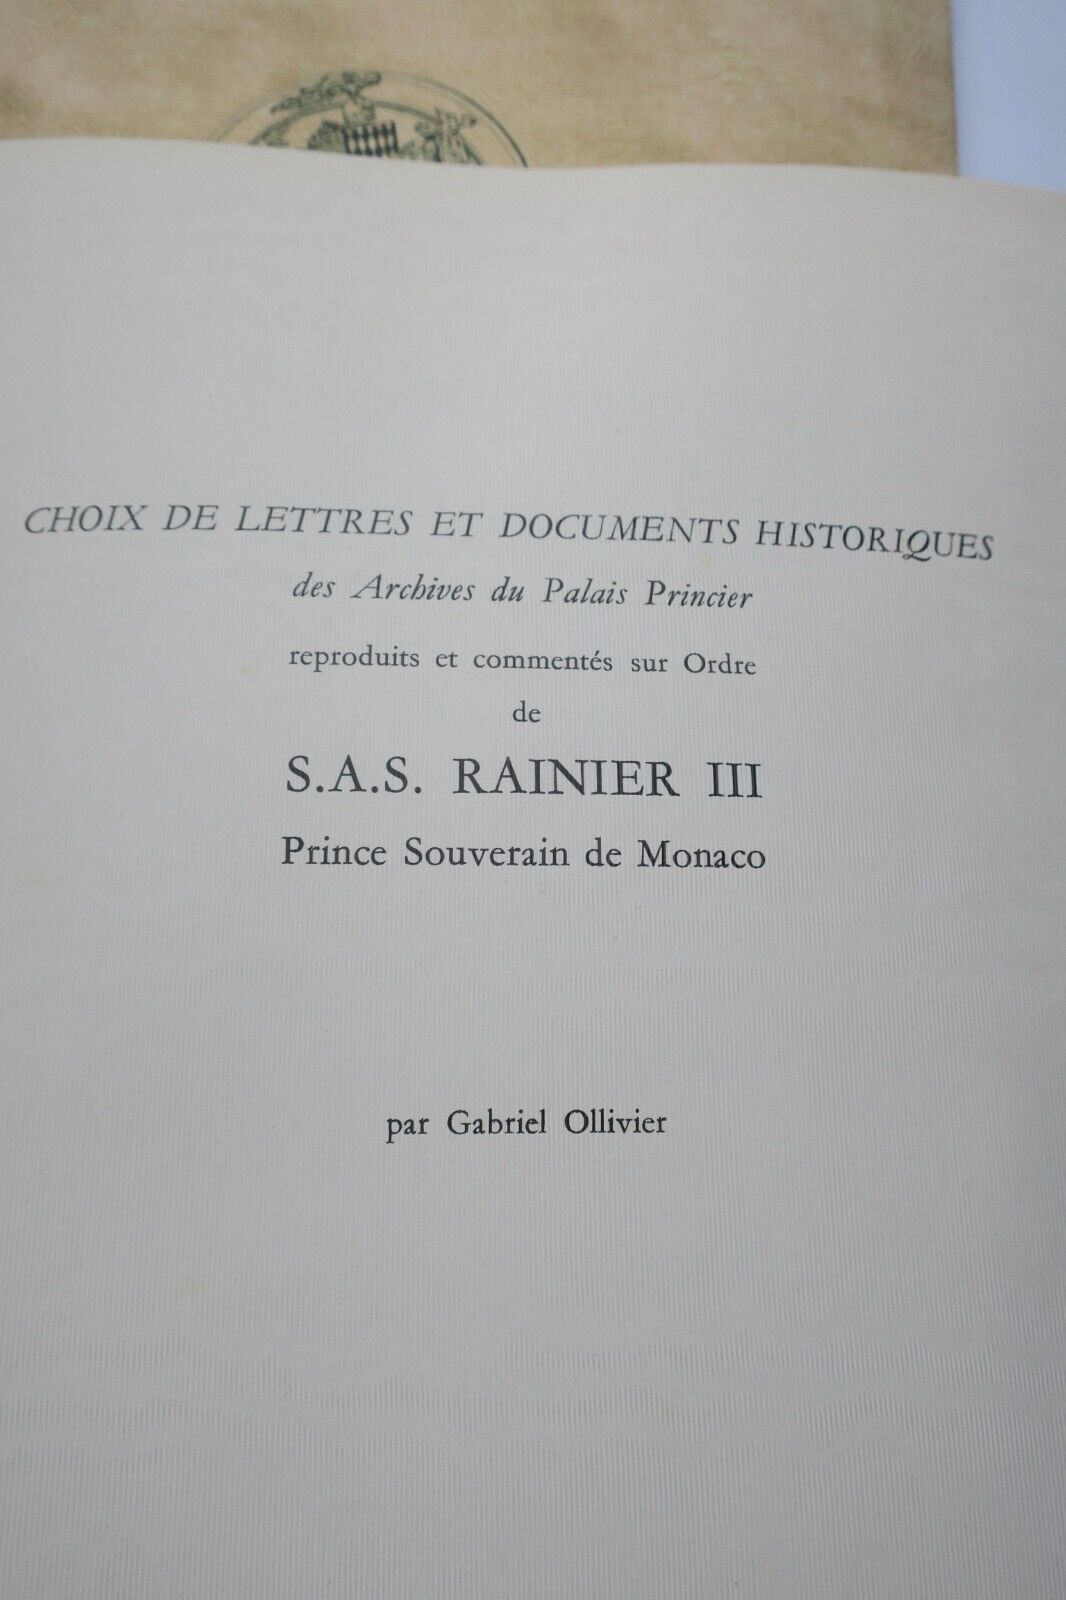 CHOIX DE LETTRES ET DOCUMENTS HISTORIQUES
des Archives du Palais Princier
reproduits et commentés sur Ordre
de
S.A.S. RAINIER III
Prince Souverain de Monaco
par Gabriel Ollivier